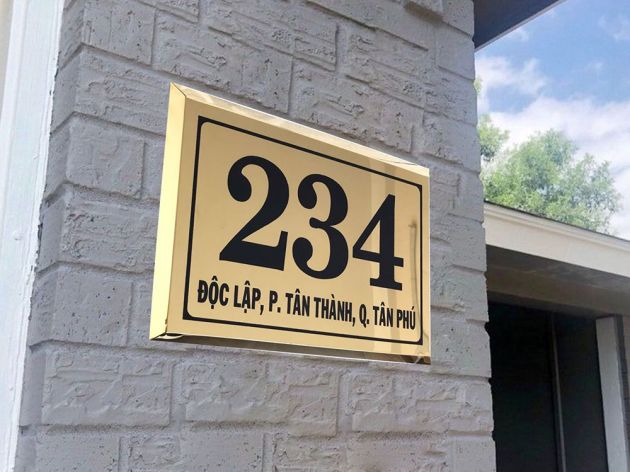 234
ĐỘC LẬP, P. TÂN THÀNH, Q. TÂN PHÚ